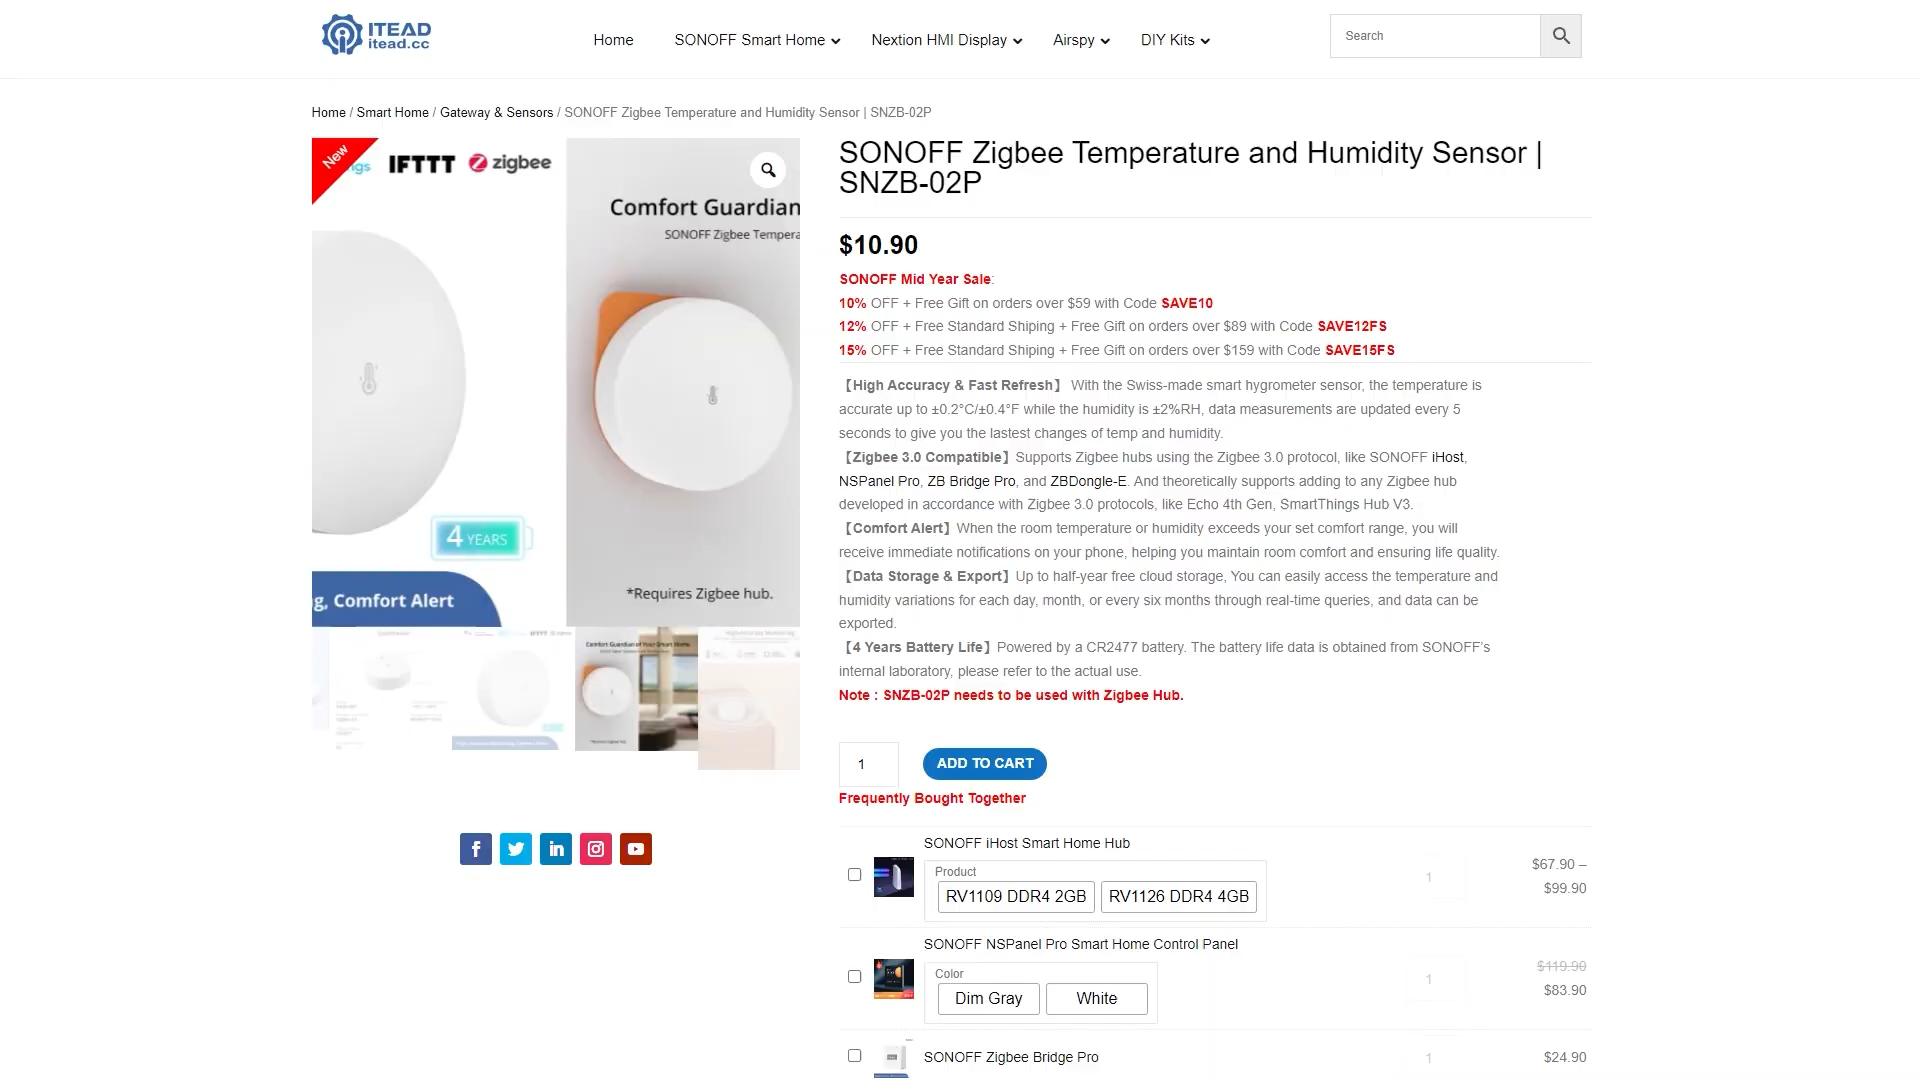 ITEAD
itead.cc
Home
SONOFF Smart Home
Nextion HMI Display
Airspy
DIY Kits
Search
Home / Smart Home / Gateway & Sensors / SONOFF Zigbee Temperature and Humidity Sensor | SNZB-02P
New
ngs
IFTTT
zigbee
Comfort Guardian
SONOFF Zigbee Tempera
4 YEARS
*Requires Zigbee hub.
g, Comfort Alert
Comfort Guardian of Your Smart Home
SONOFF Zigbee Temperature and Humidity Sensor |
SNZB-02P
$10.90
SONOFF Mid Year Sale:
10% OFF + Free Gift on orders over $59 with Code SAVE10
12% OFF + Free Standard Shiping + Free Gift on orders over $89 with Code SAVE12FS
15% OFF + Free Standard Shiping + Free Gift on orders over $159 with Code SAVE15FS
【High Accuracy & Fast Refresh】 With the Swiss-made smart hygrometer sensor, the temperature is
accurate up to ±0.2°C/±0.4°F while the humidity is ±2%RH, data measurements are updated every 5
seconds to give you the lastest changes of temp and humidity.
【Zigbee 3.0 Compatible】Supports Zigbee hubs using the Zigbee 3.0 protocol, like SONOFF iHost,
NSPanel Pro, ZB Bridge Pro, and ZBDongle-E. And theoretically supports adding to any Zigbee hub
developed in accordance with Zigbee 3.0 protocols, like Echo 4th Gen, SmartThings Hub V3.
【Comfort Alert】When the room temperature or humidity exceeds your set comfort range, you will
receive immediate notifications on your phone, helping you maintain room comfort and ensuring life quality.
【Data Storage & Export】Up to half-year free cloud storage, You can easily access the temperature and
humidity variations for each day, month, or every six months through real-time queries, and data can be
exported.
【4 Years Battery Life】Powered by a CR2477 battery. The battery life data is obtained from SONOFF's
internal laboratory, please refer to the actual use.
Note : SNZB-02P needs to be used with Zigbee Hub.
1
ADD TO CART
Frequently Bought Together
SONOFF iHost Smart Home Hub
Product
RV1109 DDR4 2GB
RV1126 DDR4 4GB
1
$67.90 –
$99.90
SONOFF NSPanel Pro Smart Home Control Panel
Color
Dim Gray
White
1
$119.90
$83.90
SONOFF Zigbee Bridge Pro
1
$24.90